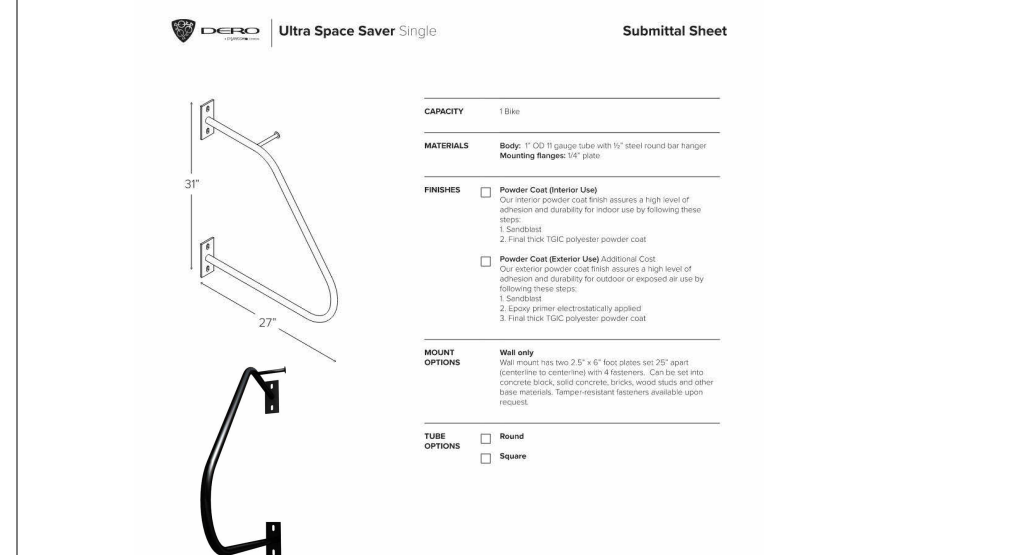 DERO
Ultra Space Saver Single
Submittal Sheet
31"
27"
CAPACITY
1 Bike
MATERIALS
Body: 1" OD 11 gauge tube with ½" steel round bar hanger
Mounting flanges: 1/4" plate
FINISHES
Powder Coat (Interior Use)
Our interior powder coat finish assures a high level of
adhesion and durability for indoor use by following these
steps:
1. Sandblast
2. Final thick TGIC polyester powder coat
Powder Coat (Exterior Use) Additional Cost
Our exterior powder coat finish assures a high level of
adhesion and durability for outdoor or exposed air use by
following these steps:
1. Sandblast
2. Epoxy primer electrostatically applied
3. Final thick TGIC polyester powder coat
MOUNT
OPTIONS
Wall only
Wall mount has two 2.5" x 6" foot plates set 25" apart
(centerline to centerline) with 4 fasteners. Can be set into
concrete block, solid concrete, bricks, wood studs and other
base materials. Tamper-resistant fasteners available upon
request.
TUBE
OPTIONS
Round
Square